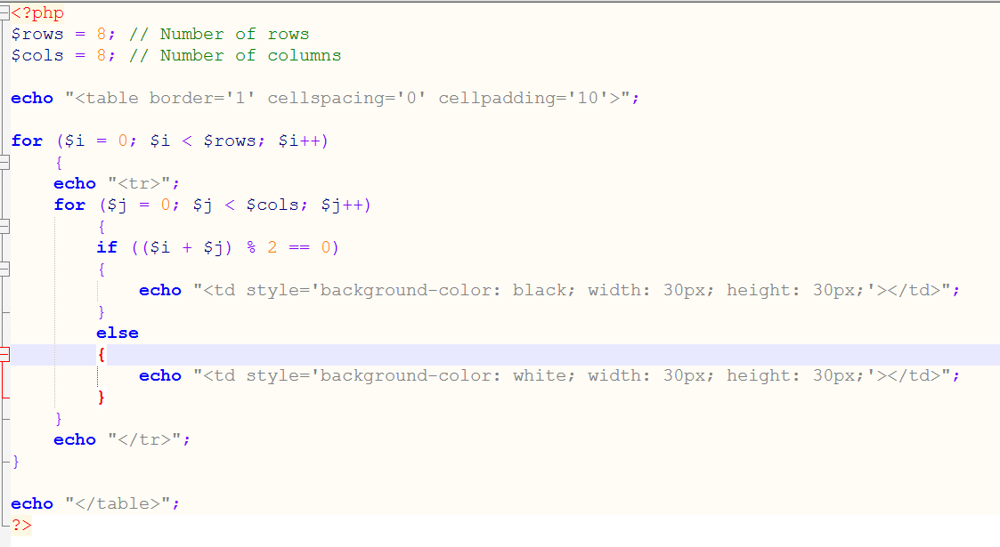 <?php
$rows = 8; // Number of rows
$cols = 8; // Number of columns

echo "<table border='1' cellspacing='0' cellpadding='10'>";

for ($i = 0; $i < $rows; $i++)
    {
    echo "<tr>";
    for ($j = 0; $j < $cols; $j++)
        {
        if (($i + $j) % 2 == 0)
        {
            echo "<td style='background-color: black; width: 30px; height: 30px;'></td>";
        }
        else
        {
            echo "<td style='background-color: white; width: 30px; height: 30px;'></td>";
        }
    }
    echo "</tr>";
}

echo "</table>";
?>